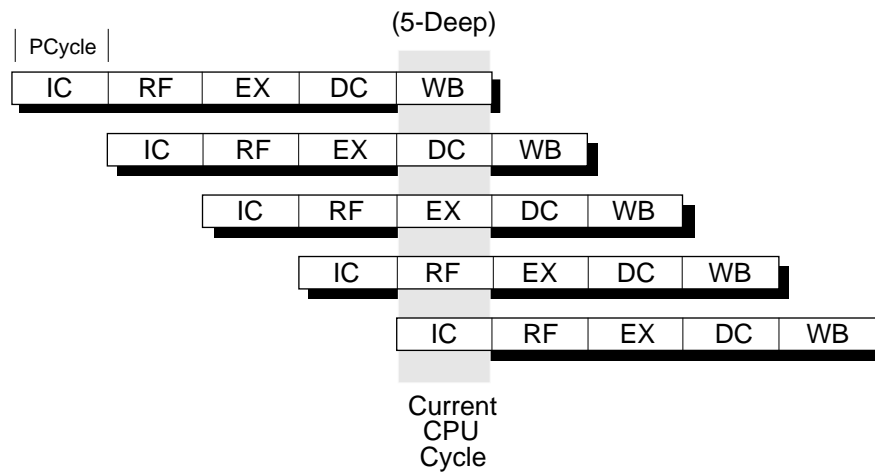 (5-Deep)
PCycle
IC RF EX DC WB
IC RF EX DC WB
IC RF EX DC WB
IC RF EX DC WB
IC RF EX DC WB
Current
CPU
Cycle